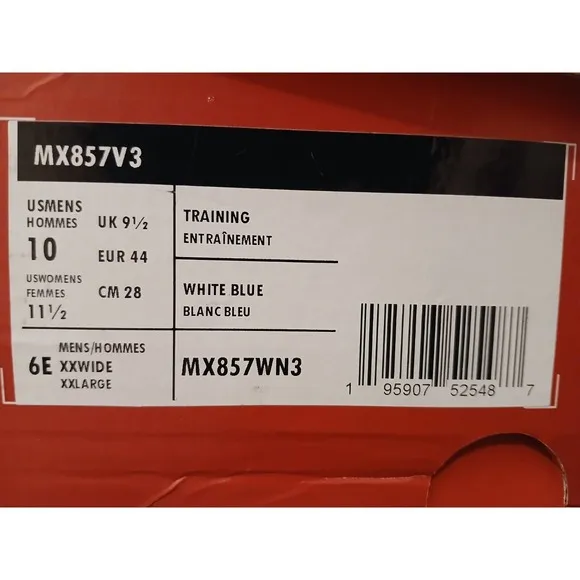 MX857V3
USMENS
HOMMES
10
UK 9½
EUR 44
USWOMENS
FEMMES
11½
CM 28
TRAINING
ENTRAÎNEMENT
WHITE BLUE
BLANC BLEU
6E
MENS/HOMMES
XXWIDE
XXLARGE
MX857WN3
1 95907 52548 7